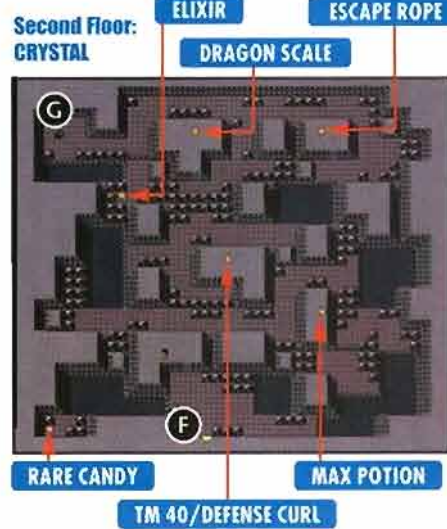 Second Floor:
CRYSTAL
ELIXIR
ESCAPE ROPE
DRAGON SCALE
G
F
RARE CANDY
MAX POTION
TM 40/DEFENSE CURL